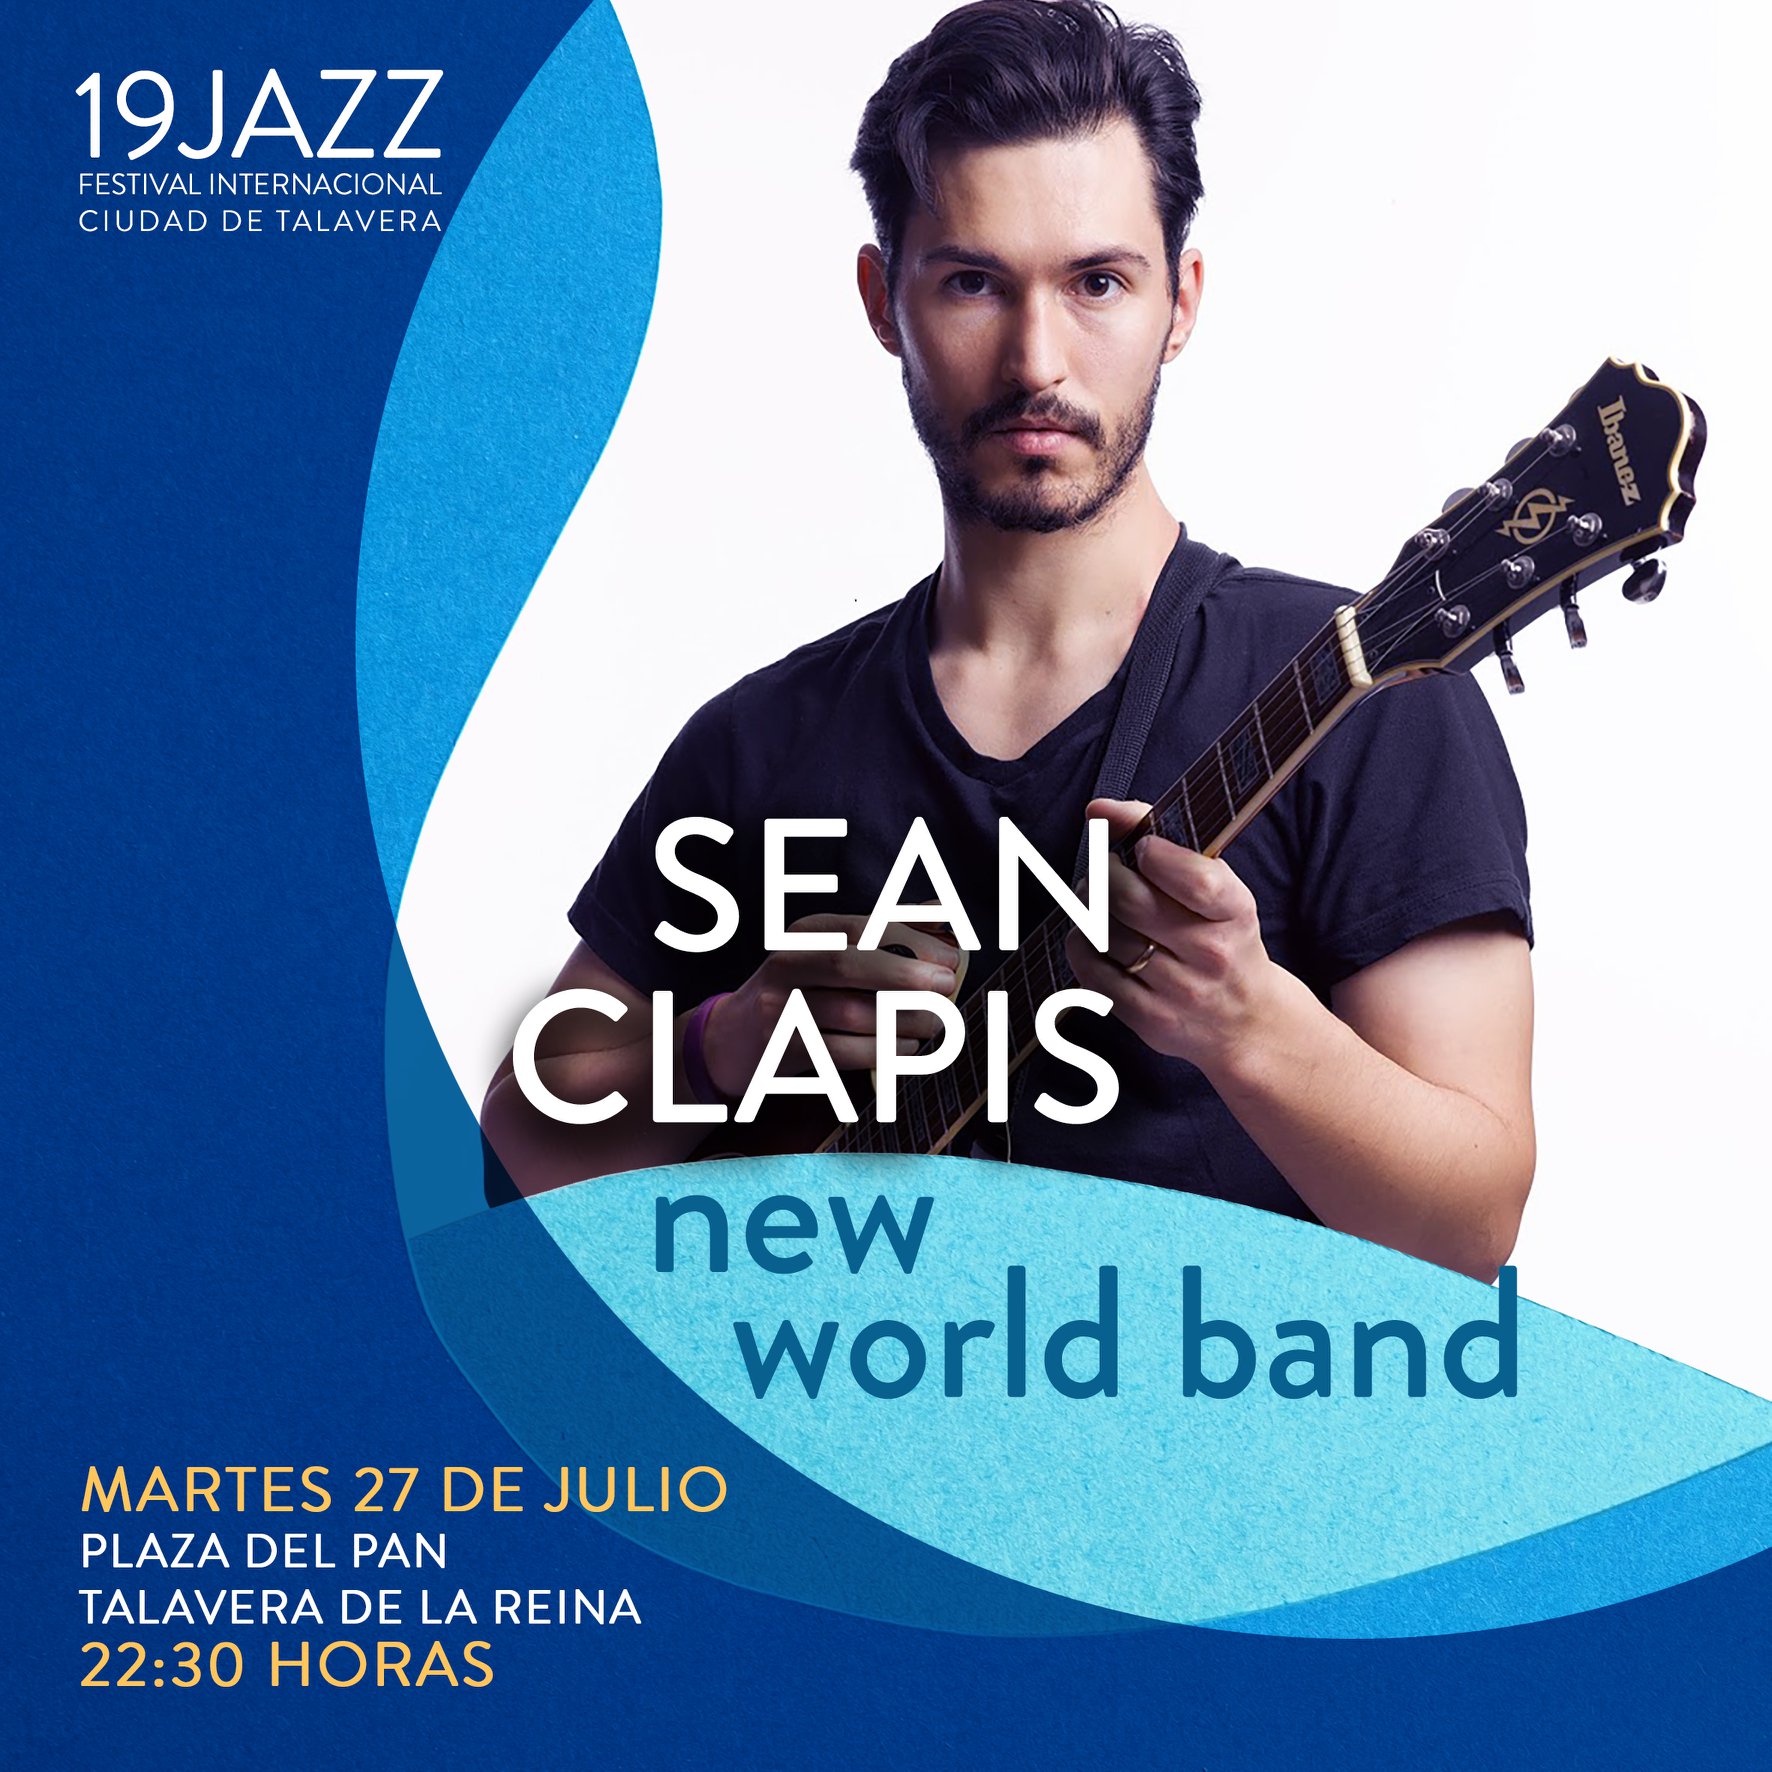 19JAZZ
FESTIVAL INTERNACIONAL
CIUDAD DE TALAVERA
Ibanez
SEAN
CLAPIS
new
world band
MARTES 27 DE JULIO
PLAZA DEL PAN
TALAVERA DE LA REINA
22:30 HORAS